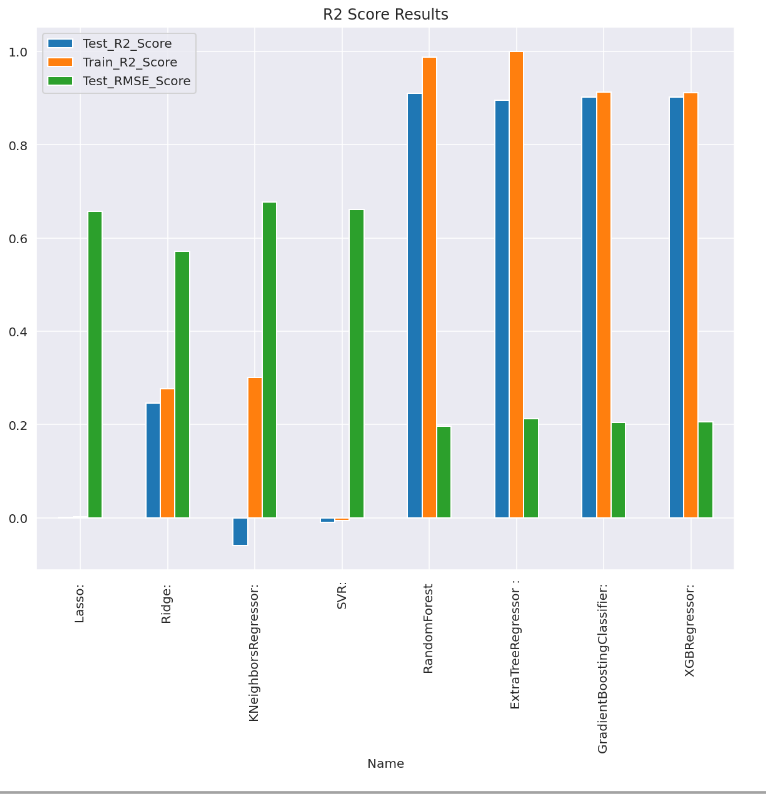 R2 Score Results
Test_R2_Score
Train_R2_Score
Test_RMSE_Score
1.0
0.8
0.6
0.4
0.2
0.0
Lasso:
Ridge:
KNeighborsRegressor:
SVR:
RandomForest
ExtraTreeRegressor :
GradientBoostingClassifier:
XGBRegressor:
Name